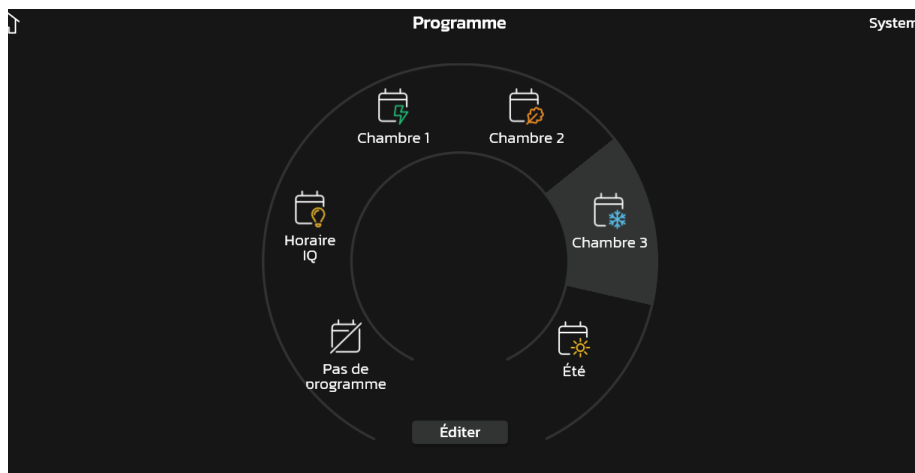 Programme
System
Chambre 1
Chambre 2
Horaire
IQ
Chambre 3
Pas de
programme
Été
Éditer